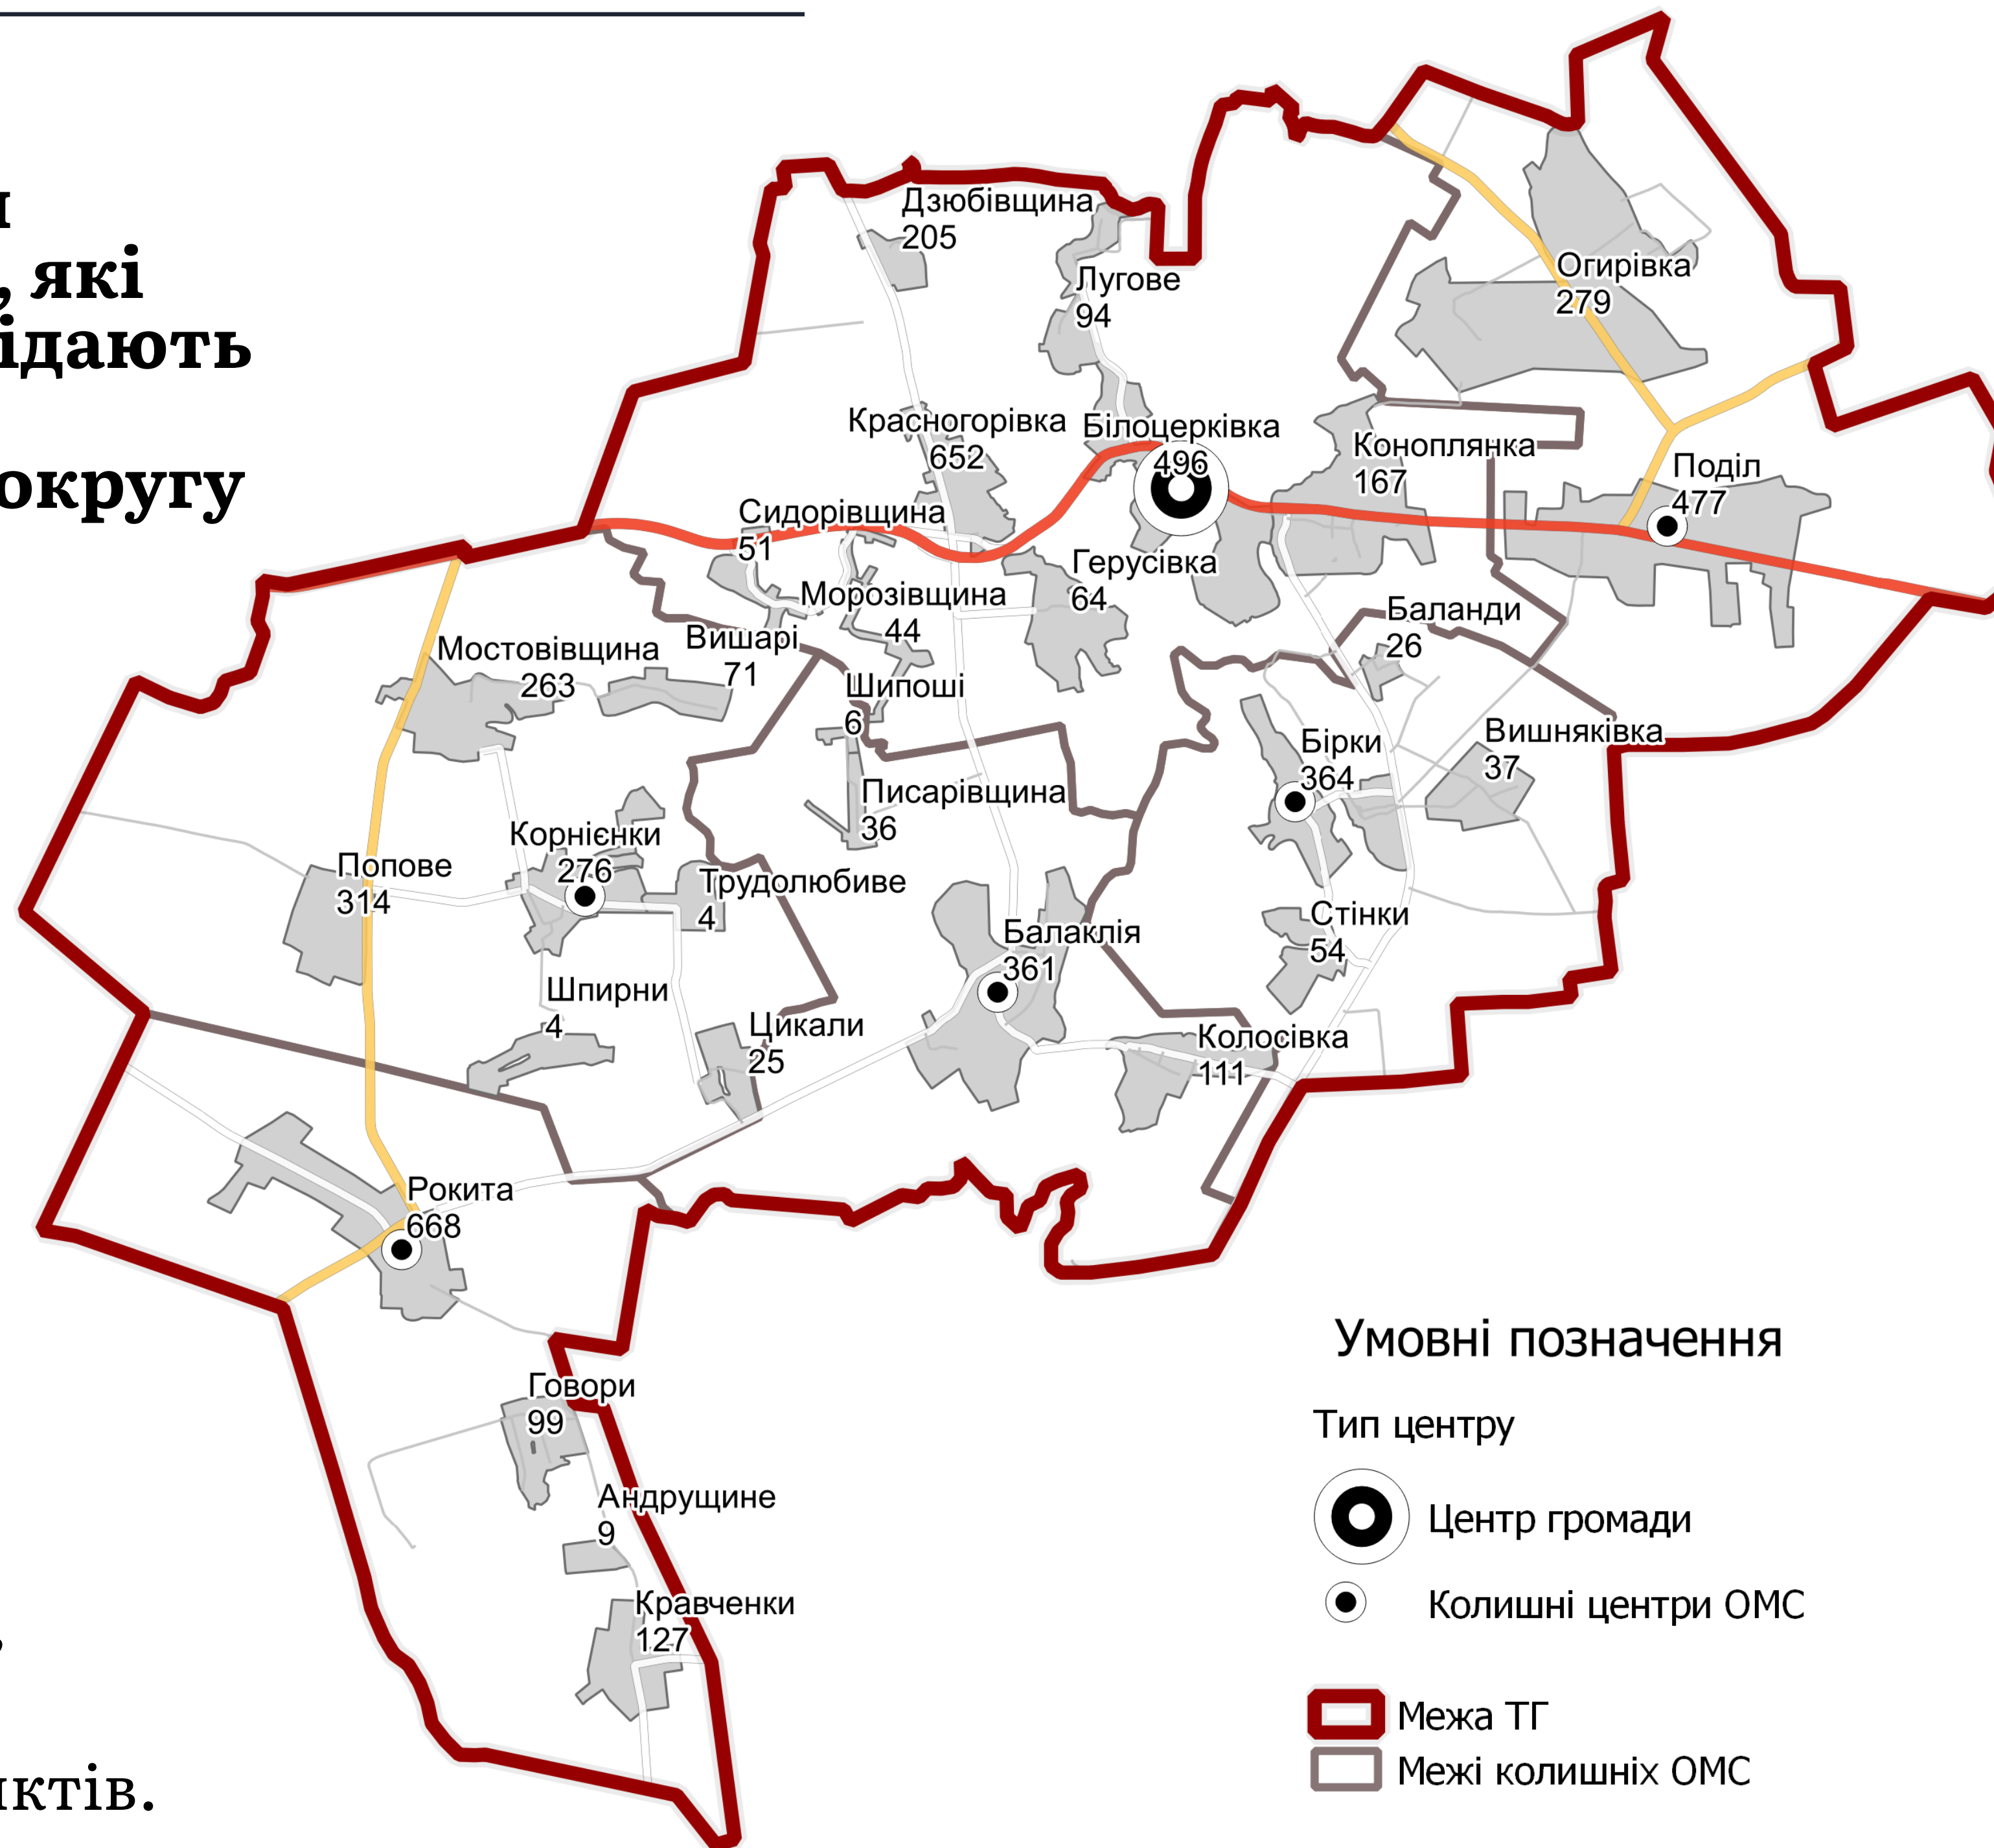 , які
ідають
округу
нктів.
Дзюбівщина
205
Лугове
94
Огирівка
279
Красногорівка
652
Білоцерківка
496
Коноплянка
167
Поділ
477
Сидорівщина
51
Герусівка
64
Морозівщина
44
Баланди
26
Мостовівщина
263
Вишарі
71
Шипоші
6
Бірки
364
Вишняківка
37
Писарівщина
36
Корнієнки
276
Попове
314
Трудолюбиве
4
Стінки
54
Балаклія
361
Шпирни
4
Цикали
25
Колосівка
111
Рокита
668
Говори
99
Андрущине
9
Кравченки
127
Умовні позначення
Тип центру
Центр громади
Колишні центри ОМС
Межа ТГ
Межі колишніх ОМС